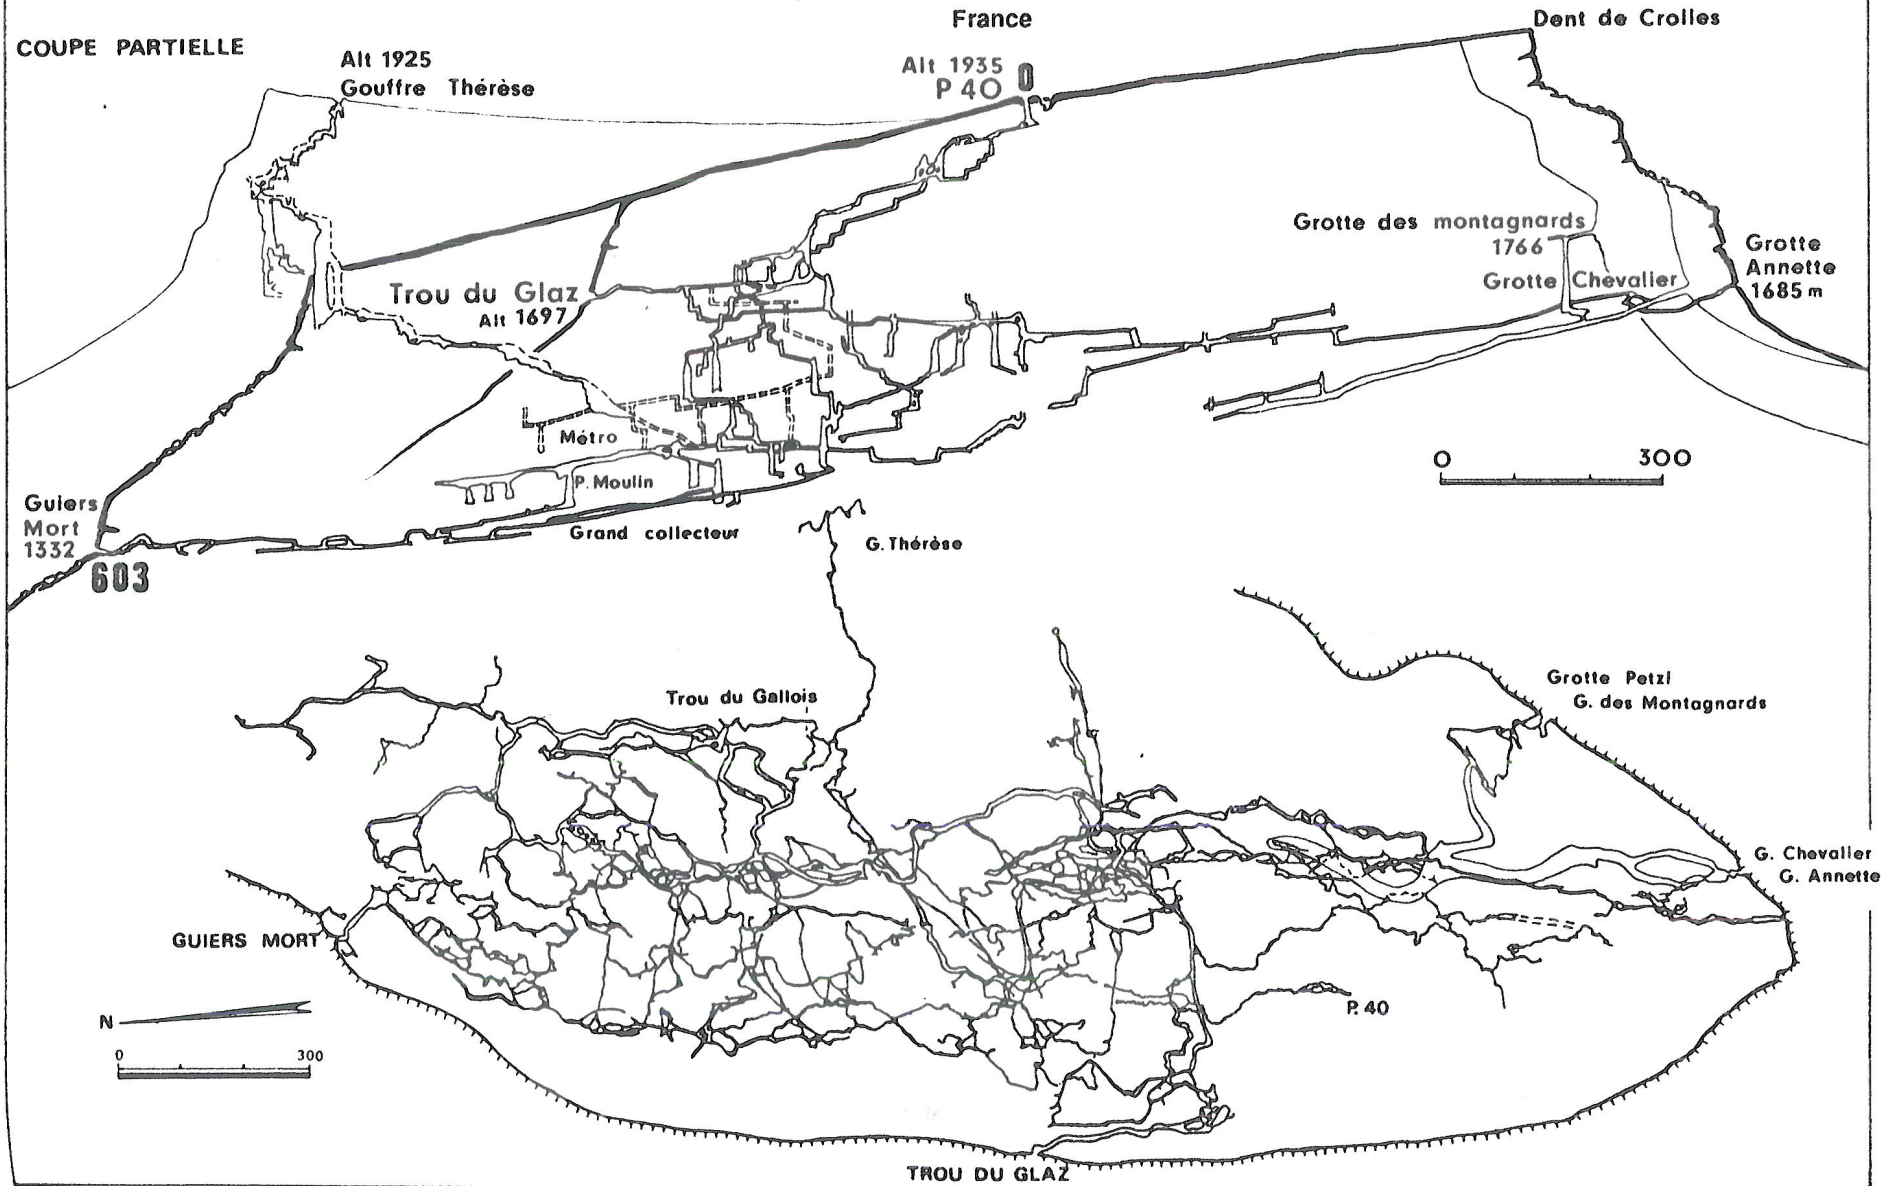 France
Dent de Crolles
COUPE PARTIELLE
Alt 1925
Gouffre Thérèse
Alt 1935
P 40
0
Grotte des montagnards
1766
Grotte Chevalier
Grotte
Annette
1685 m
Trou du Glaz
Alt 1697
Métro
P. Moulin
0 300
Guiers
Mort
1332
603
Grand collecteur
G. Thérèse
Trou du Gallois
Grotte Petzl
G. des Montagnards
G. Chevalier
G. Annette
GUIERS MORT
N
P. 40
0 300
TROU DU GLAZ